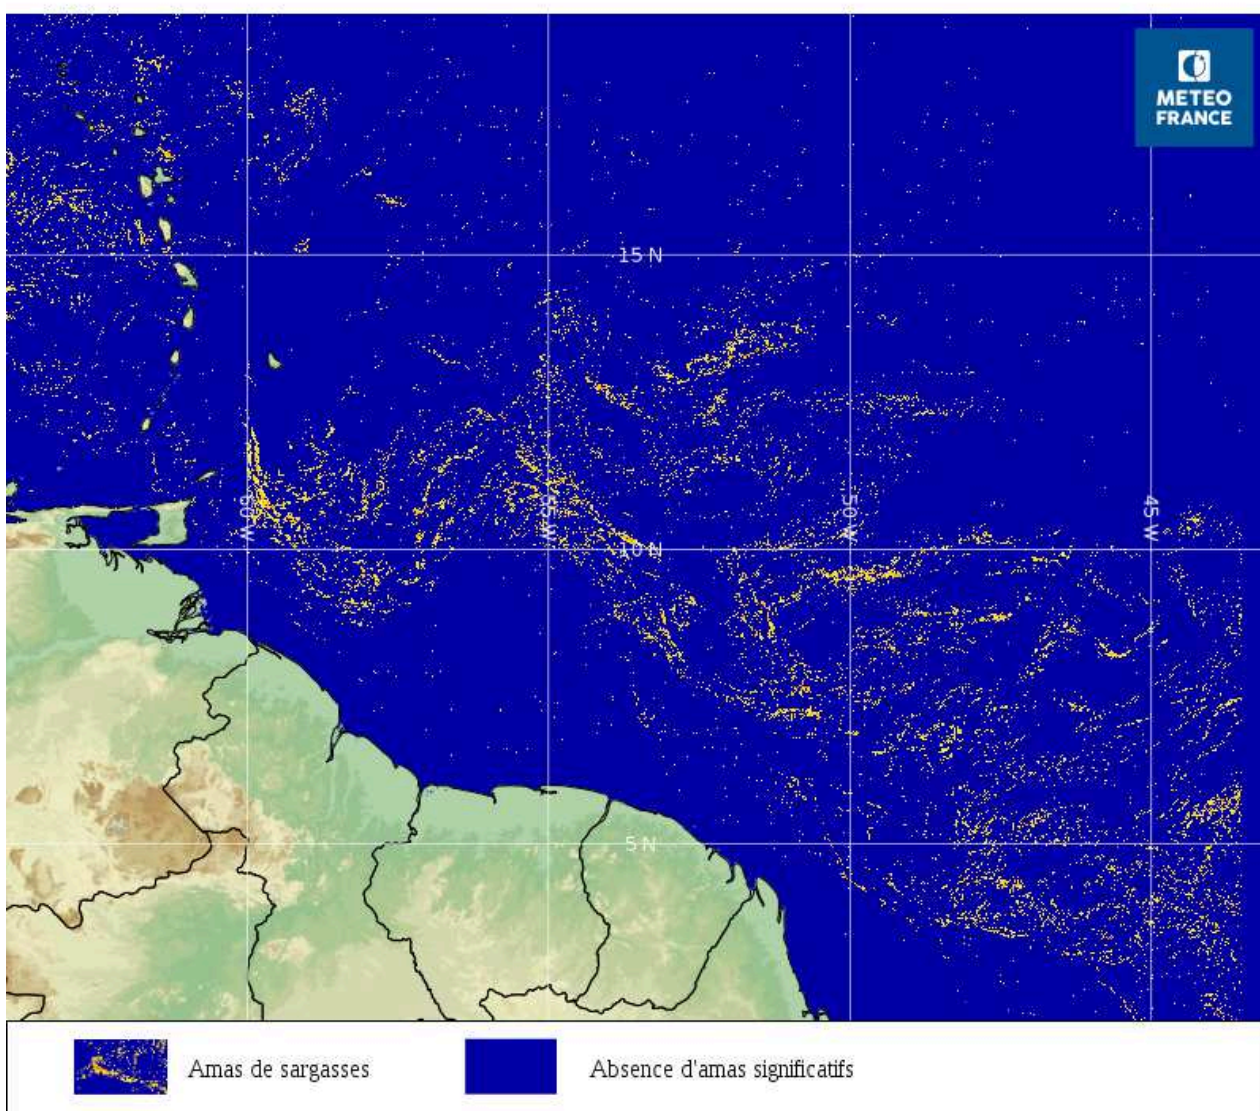 METEO
FRANCE
15 N
60 W
55 W
50 W
45 W
10 N
5 N
Amas de sargasses
Absence d'amas significatifs